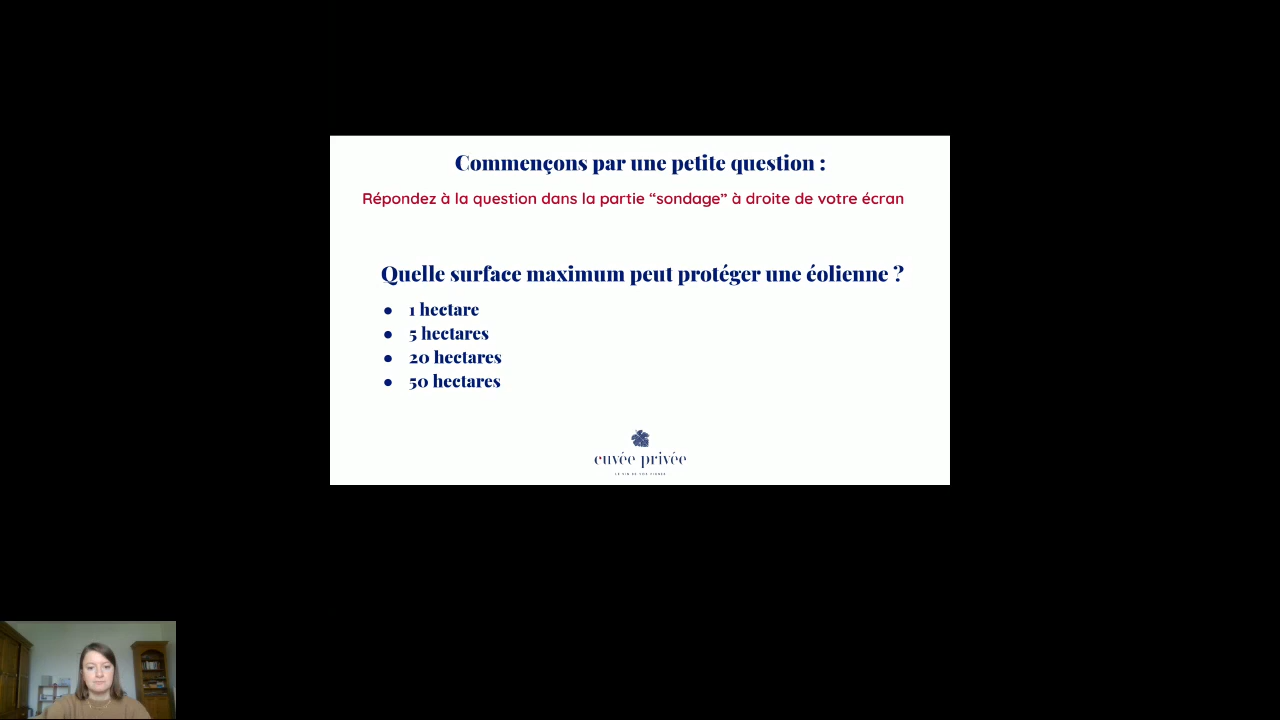 Commençons par une petite question :
Répondez à la question dans la partie “sondage” à droite de votre écran
Quelle surface maximum peut protéger une éolienne ?
● 1 hectare
● 5 hectares
● 20 hectares
● 50 hectares
cuvée privée